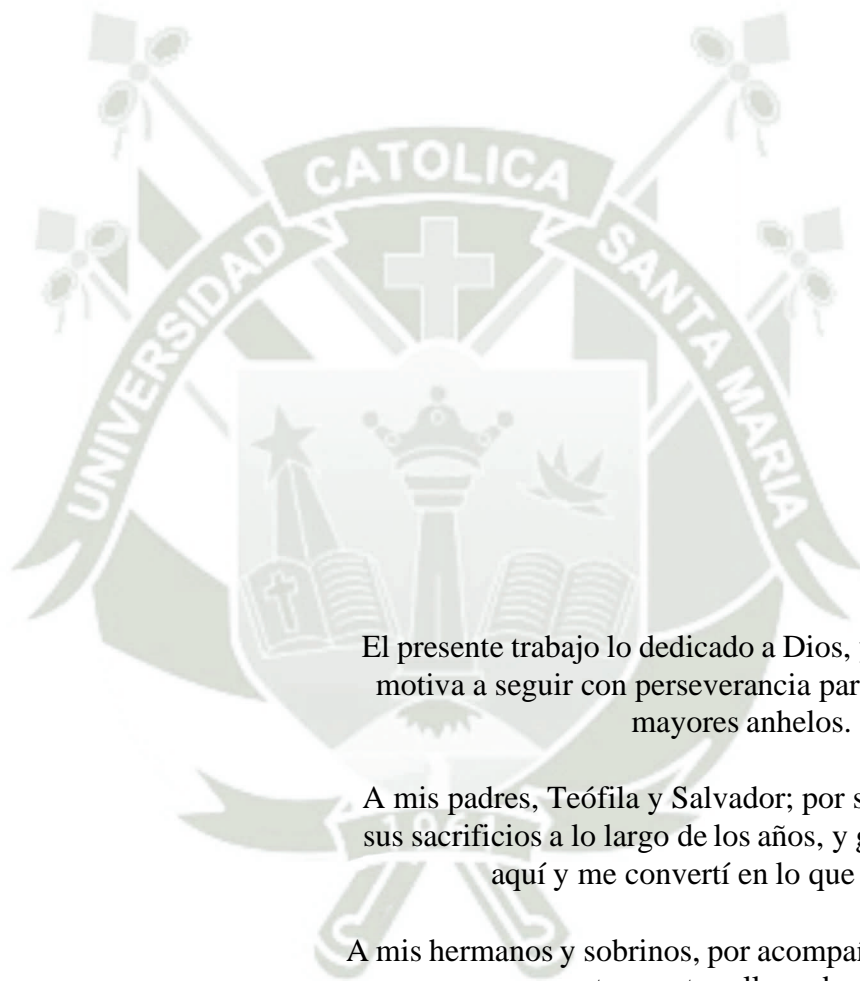 CATOLICA
UNIVERSIDAD
SANTA MARIA
El presente trabajo lo dedicado a Dios,
motiva a seguir con perseverancia par
mayores anhelos.
A mis padres, Teófila y Salvador; por s
sus sacrificios a lo largo de los años, y g
aquí y me convertí en lo que
A mis hermanos y sobrinos, por acompañ